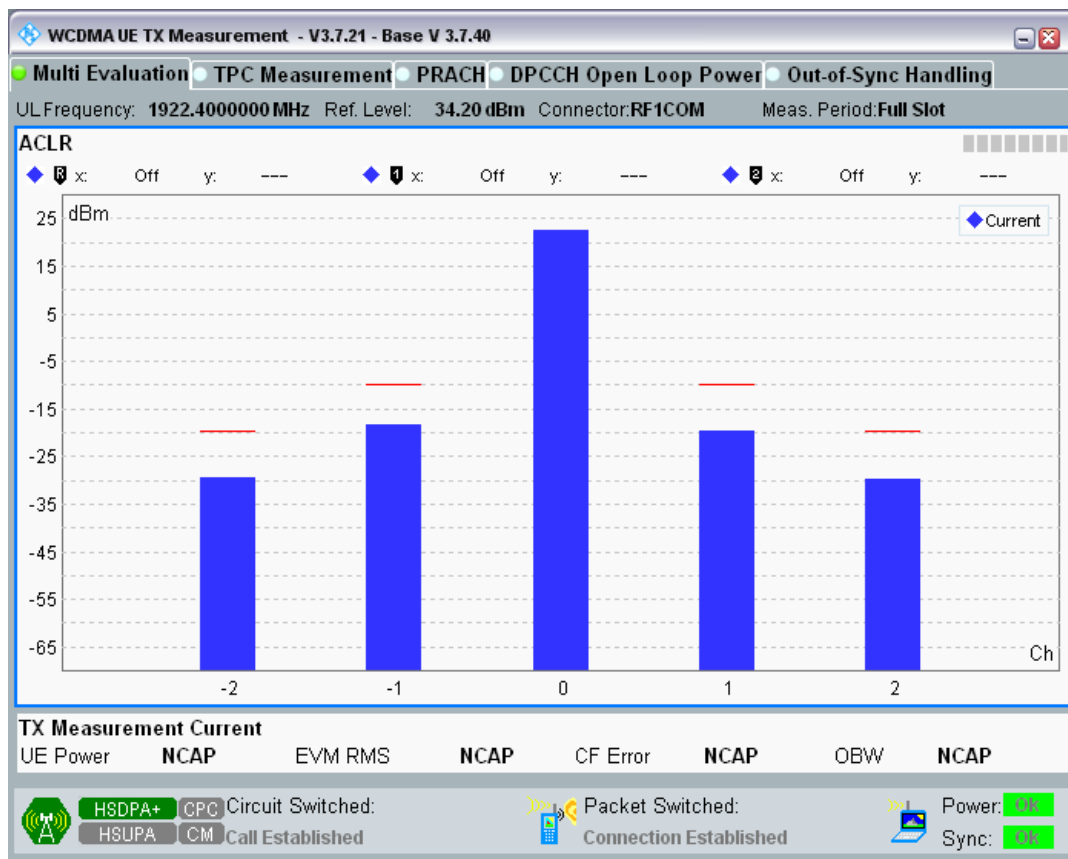 WCDMA UE TX Measurement - V3.7.21 - Base V 3.7.40
Multi Evaluation TPC Measurement PRACH DPCCH Open Loop Power Out-of-Sync Handling
UL Frequency: 1922.4000000 MHz Ref. Level: 34.20 dBm Connector:RF1COM Meas. Period:Full Slot
ACLR
R x: Off y: --- 1 x: Off y: --- 2 x: Off y: ---
dBm
Current
25
15
5
-5
-15
-25
-35
-45
-55
-65
Ch
-2 -1 0 1 2
TX Measurement Current
UE Power NCAP EVM RMS NCAP CF Error NCAP OBW NCAP
HSDPA+ CPC Circuit Switched: Packet Switched: Power: OK
HSUPA CM Call Established Connection Established Sync: OK